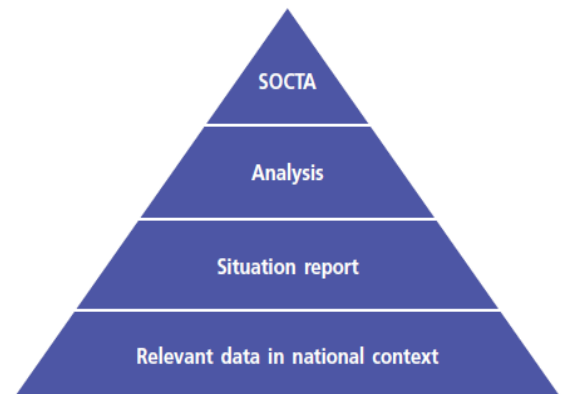 SOCTA
Analysis
Situation report
Relevant data in national context